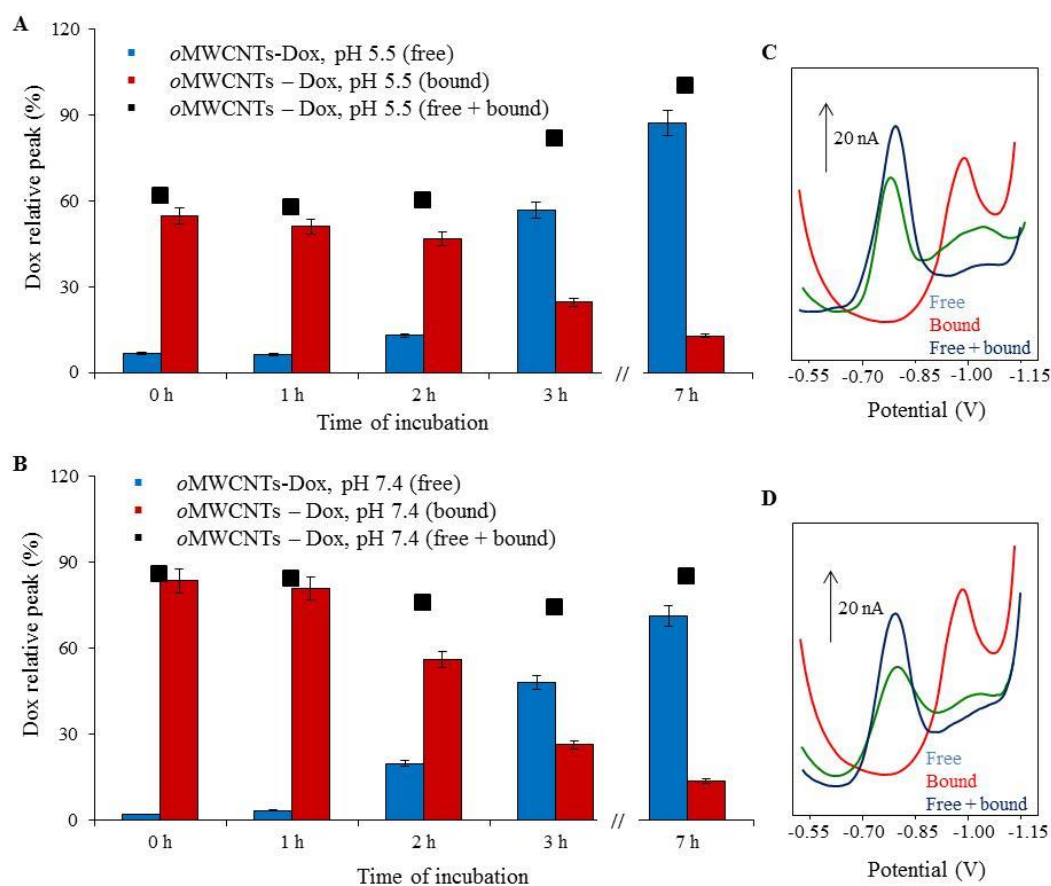 A
120
90
60
30
0
Dox relative peak (%)
oMWCNTs-Dox, pH 5.5 (free)
oMWCNTs – Dox, pH 5.5 (bound)
oMWCNTs – Dox, pH 5.5 (free + bound)
0 h 1 h 2 h 3 h // 7 h
Time of incubation
C
20 nA
Free
Bound
Free + bound
-0.55 -0.70 -0.85 -1.00 -1.15
Potential (V)
B
120
90
60
30
0
Dox relative peak (%)
oMWCNTs-Dox, pH 7.4 (free)
oMWCNTs – Dox, pH 7.4 (bound)
oMWCNTs – Dox, pH 7.4 (free + bound)
0 h 1 h 2 h 3 h // 7 h
Time of incubation
D
20 nA
Free
Bound
Free + bound
-0.55 -0.70 -0.85 -1.00 -1.15
Potential (V)